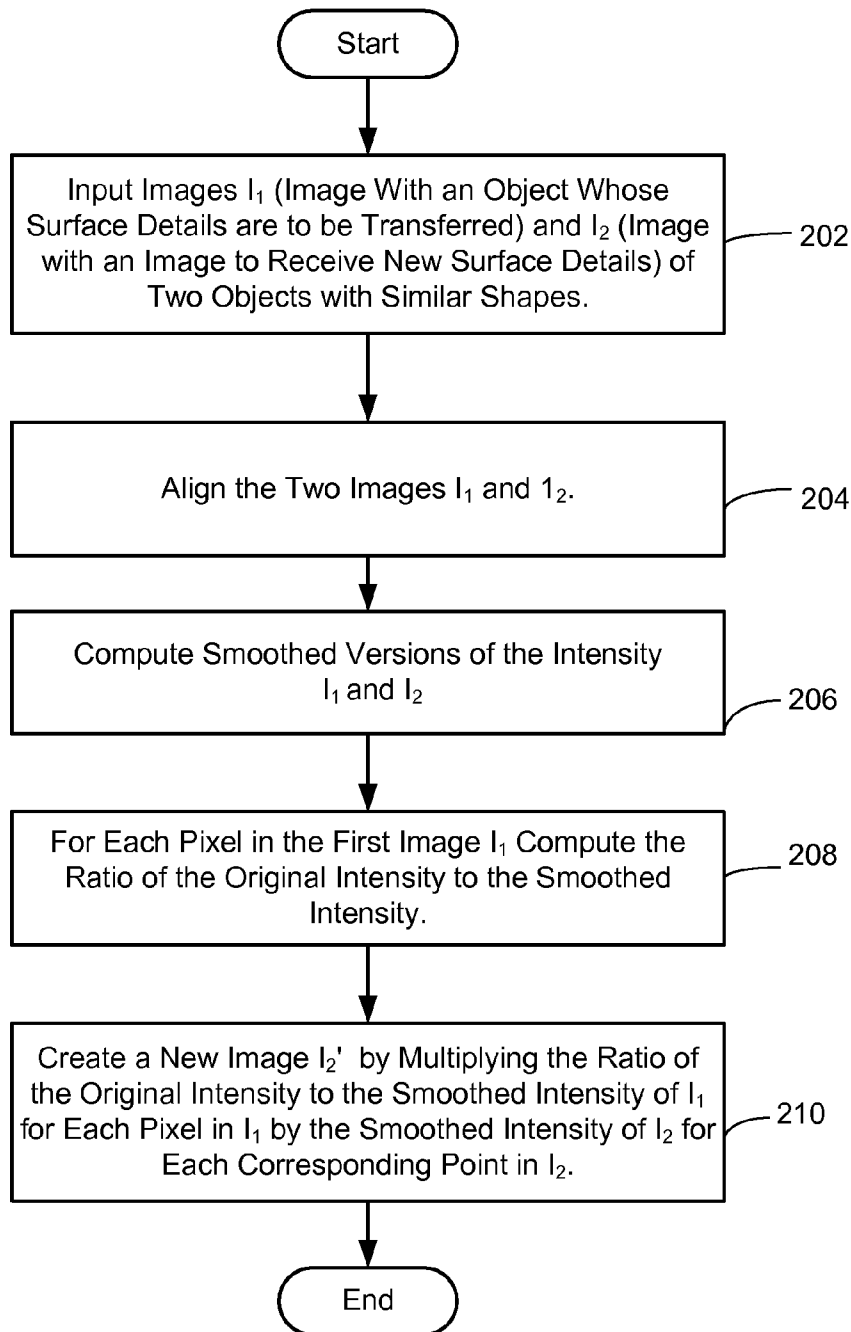 Start
Input Images I₁ (Image With an Object Whose
Surface Details are to be Transferred) and I₂ (Image
with an Image to Receive New Surface Details) of
Two Objects with Similar Shapes.
202
Align the Two Images I₁ and 1₂.
204
Compute Smoothed Versions of the Intensity
I₁ and I₂
206
For Each Pixel in the First Image I₁ Compute the
Ratio of the Original Intensity to the Smoothed
Intensity.
208
Create a New Image I₂' by Multiplying the Ratio of
the Original Intensity to the Smoothed Intensity of I₁
for Each Pixel in I₁ by the Smoothed Intensity of I₂ for
Each Corresponding Point in I₂.
210
End